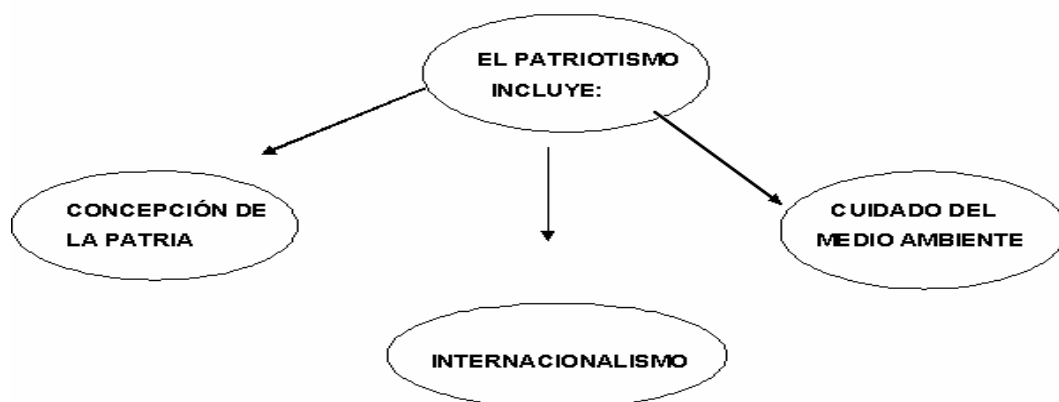 EL PATRIOTISMO
INCLUYE:
CONCEPCIÓN DE
LA PATRIA
CUIDADO DEL
MEDIO AMBIENTE
INTERNACIONALISMO